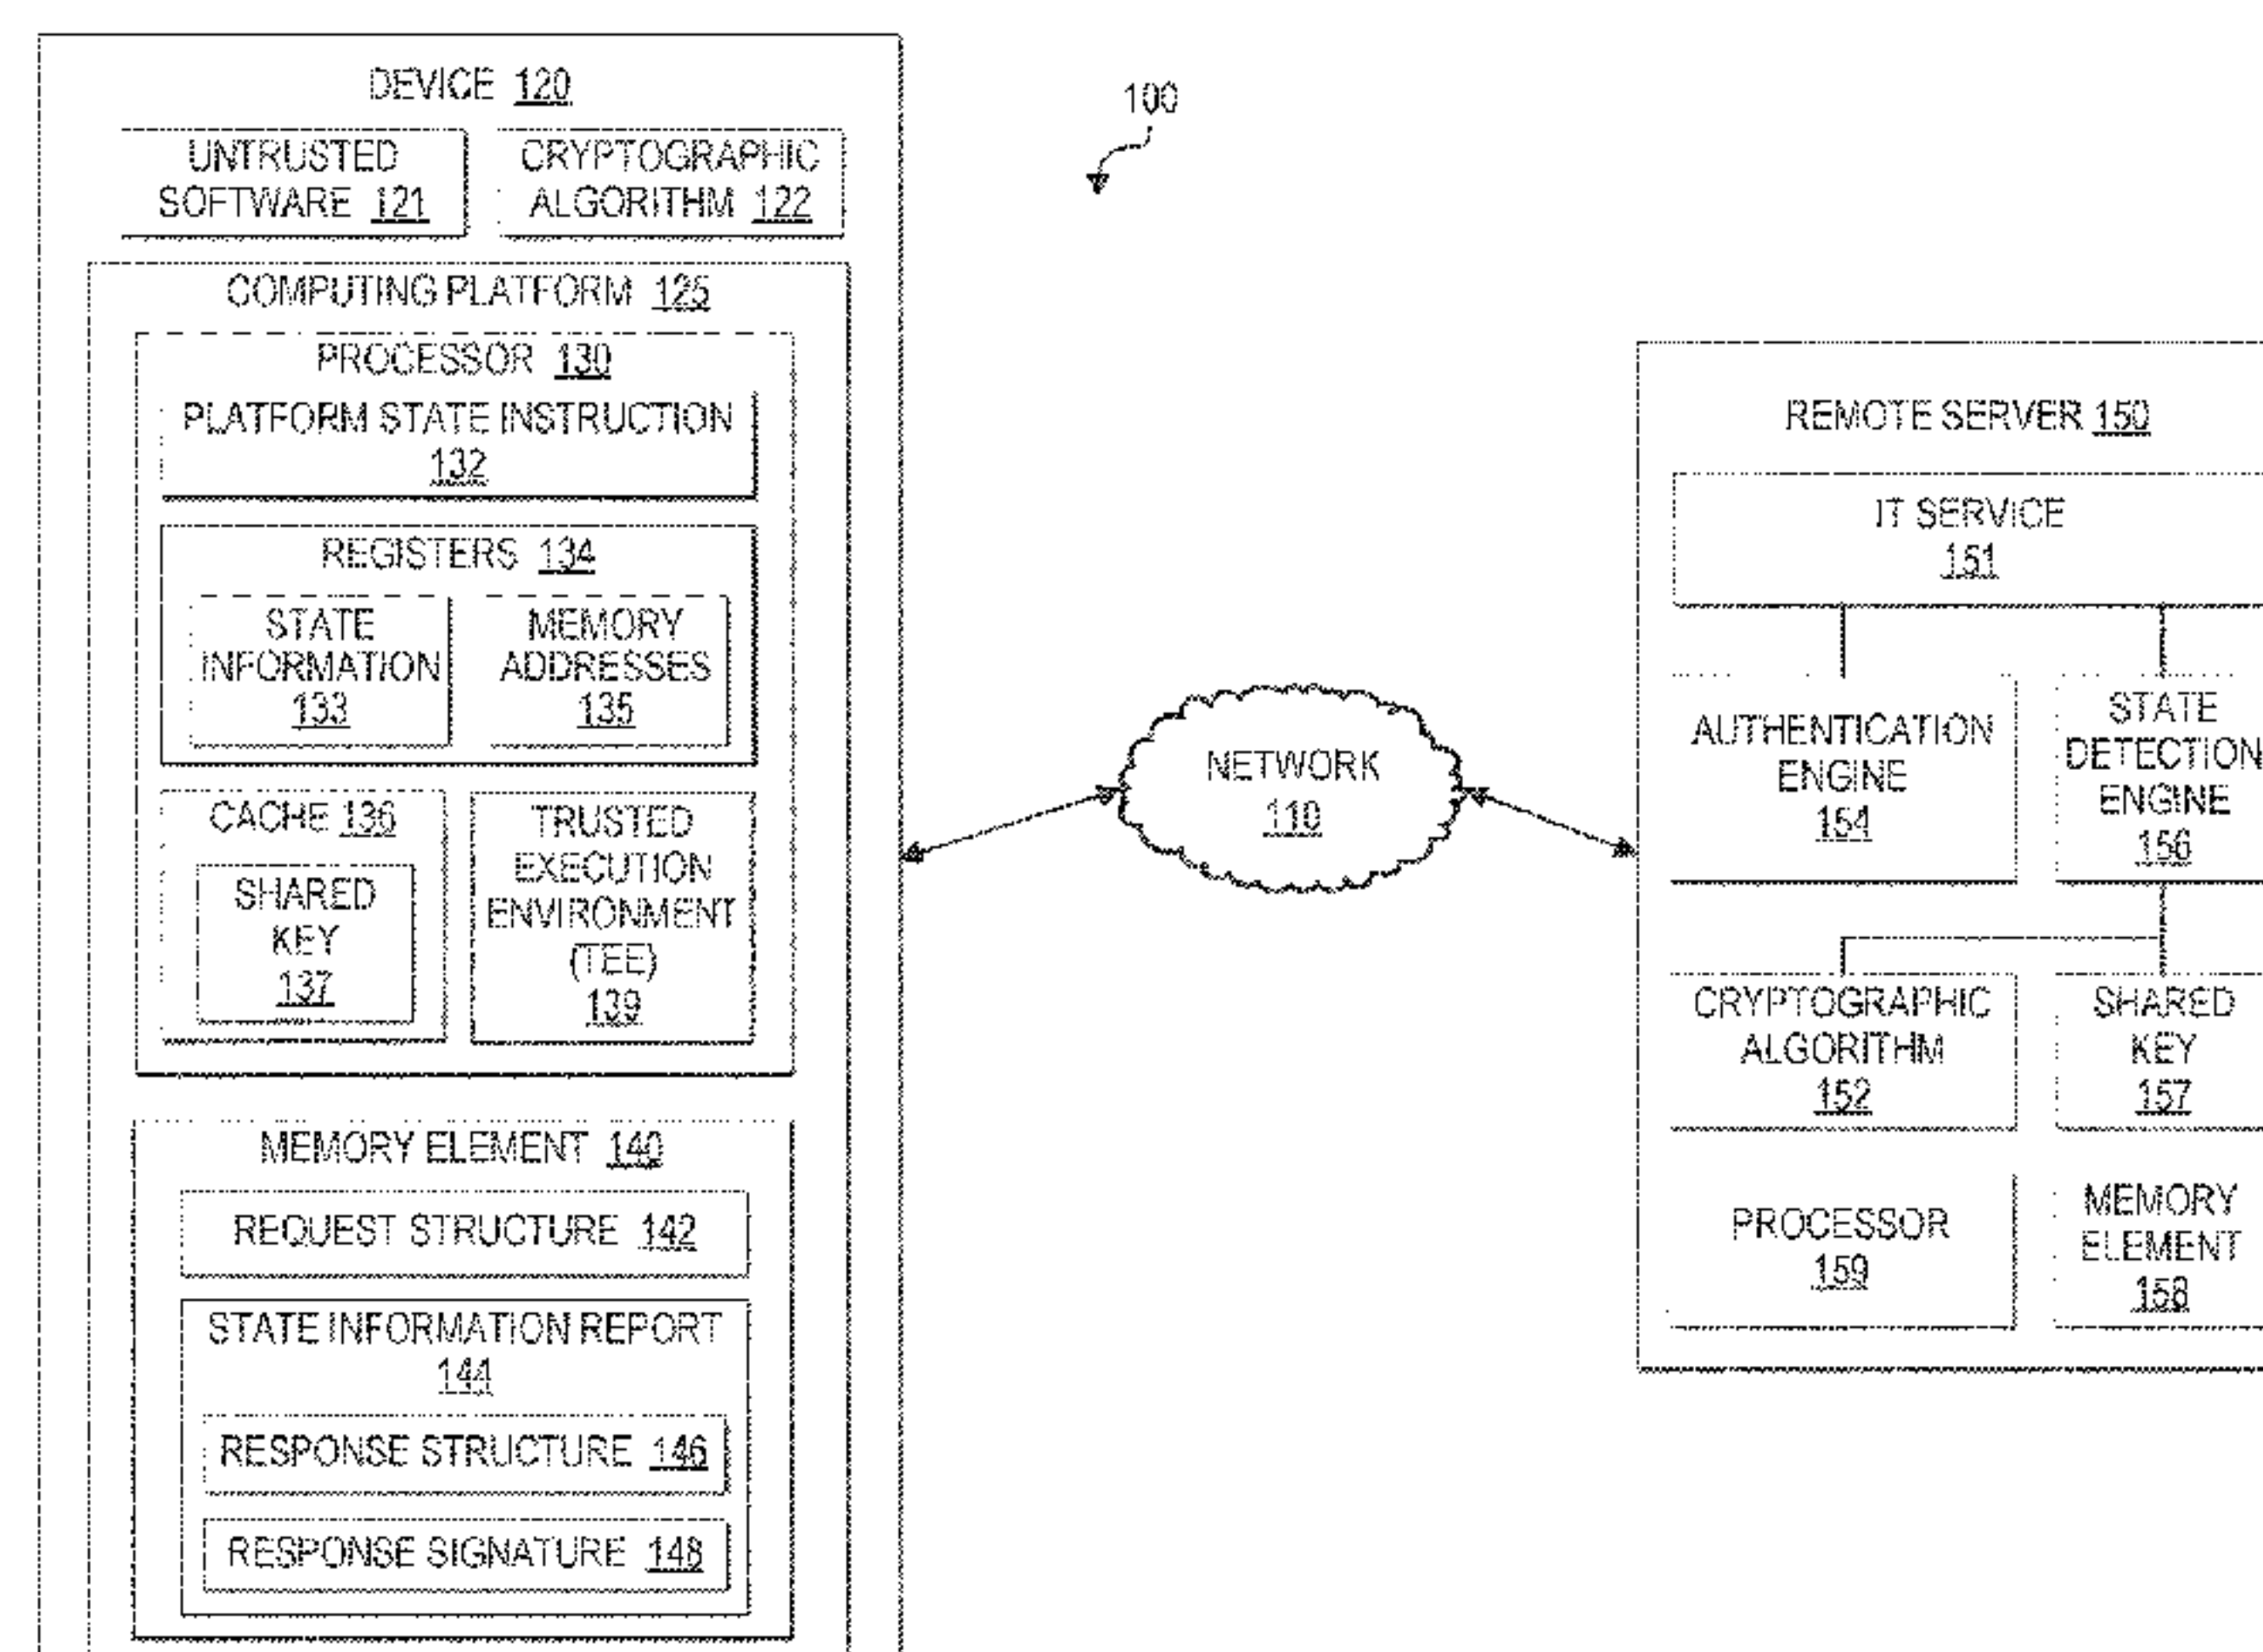 DEVICE 120
UNTRUSTED
SOFTWARE 121
CRYPTOGRAPHIC
ALGORITHM 122
COMPUTING PLATFORM 125
PROCESSOR 130
PLATFORM STATE INSTRUCTION
132
REGISTERS 134
STATE
INFORMATION
133
MEMORY
ADDRESSES
135
CACHE 136
SHARED
KEY
137
TRUSTED
EXECUTION
ENVIRONMENT
(TEE)
139
MEMORY ELEMENT 140
REQUEST STRUCTURE 142
STATE INFORMATION REPORT
144
RESPONSE STRUCTURE 146
RESPONSE SIGNATURE 148
100
NETWORK
110
REMOTE SERVER 150
IT SERVICE
151
AUTHENTICATION
ENGINE
154
STATE
DETECTION
ENGINE
156
CRYPTOGRAPHIC
ALGORITHM
152
SHARED
KEY
157
PROCESSOR
159
MEMORY
ELEMENT
158